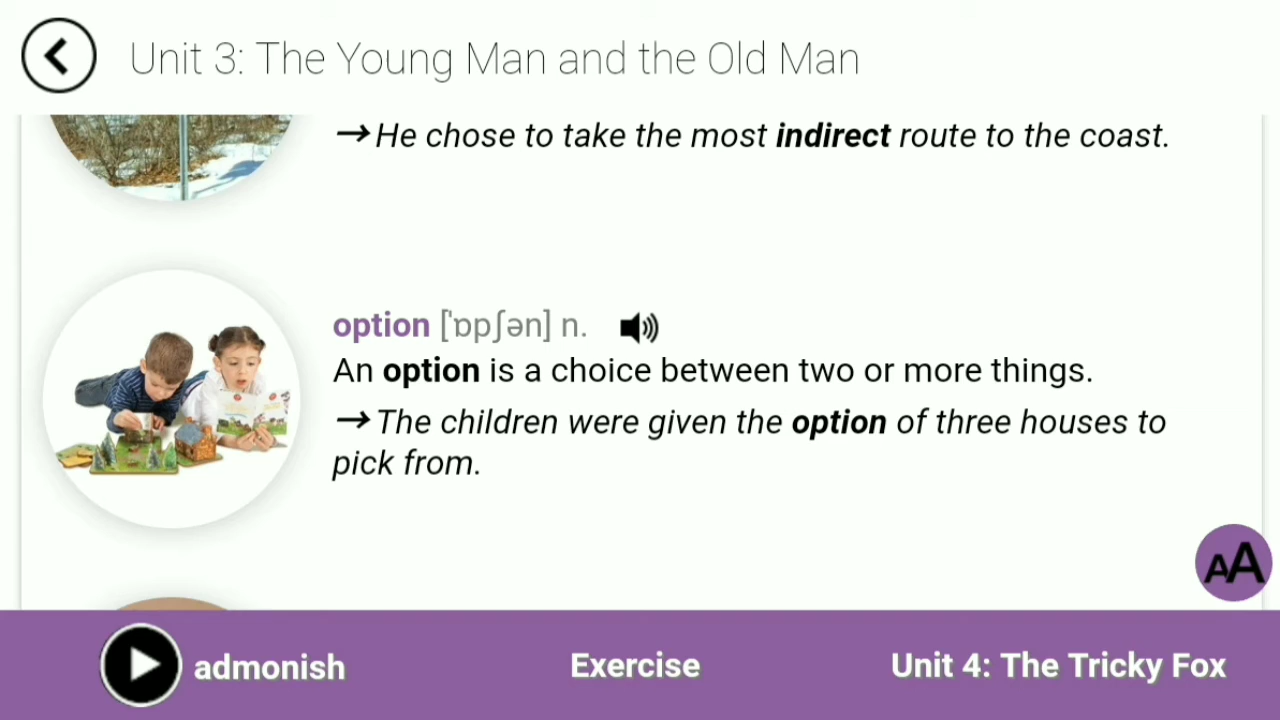 Unit 3: The Young Man and the Old Man
→ He chose to take the most indirect route to the coast.
option ['ɒpʃən] n.
An option is a choice between two or more things.
→ The children were given the option of three houses to
pick from.
AA
admonish
Exercise
Unit 4: The Tricky Fox